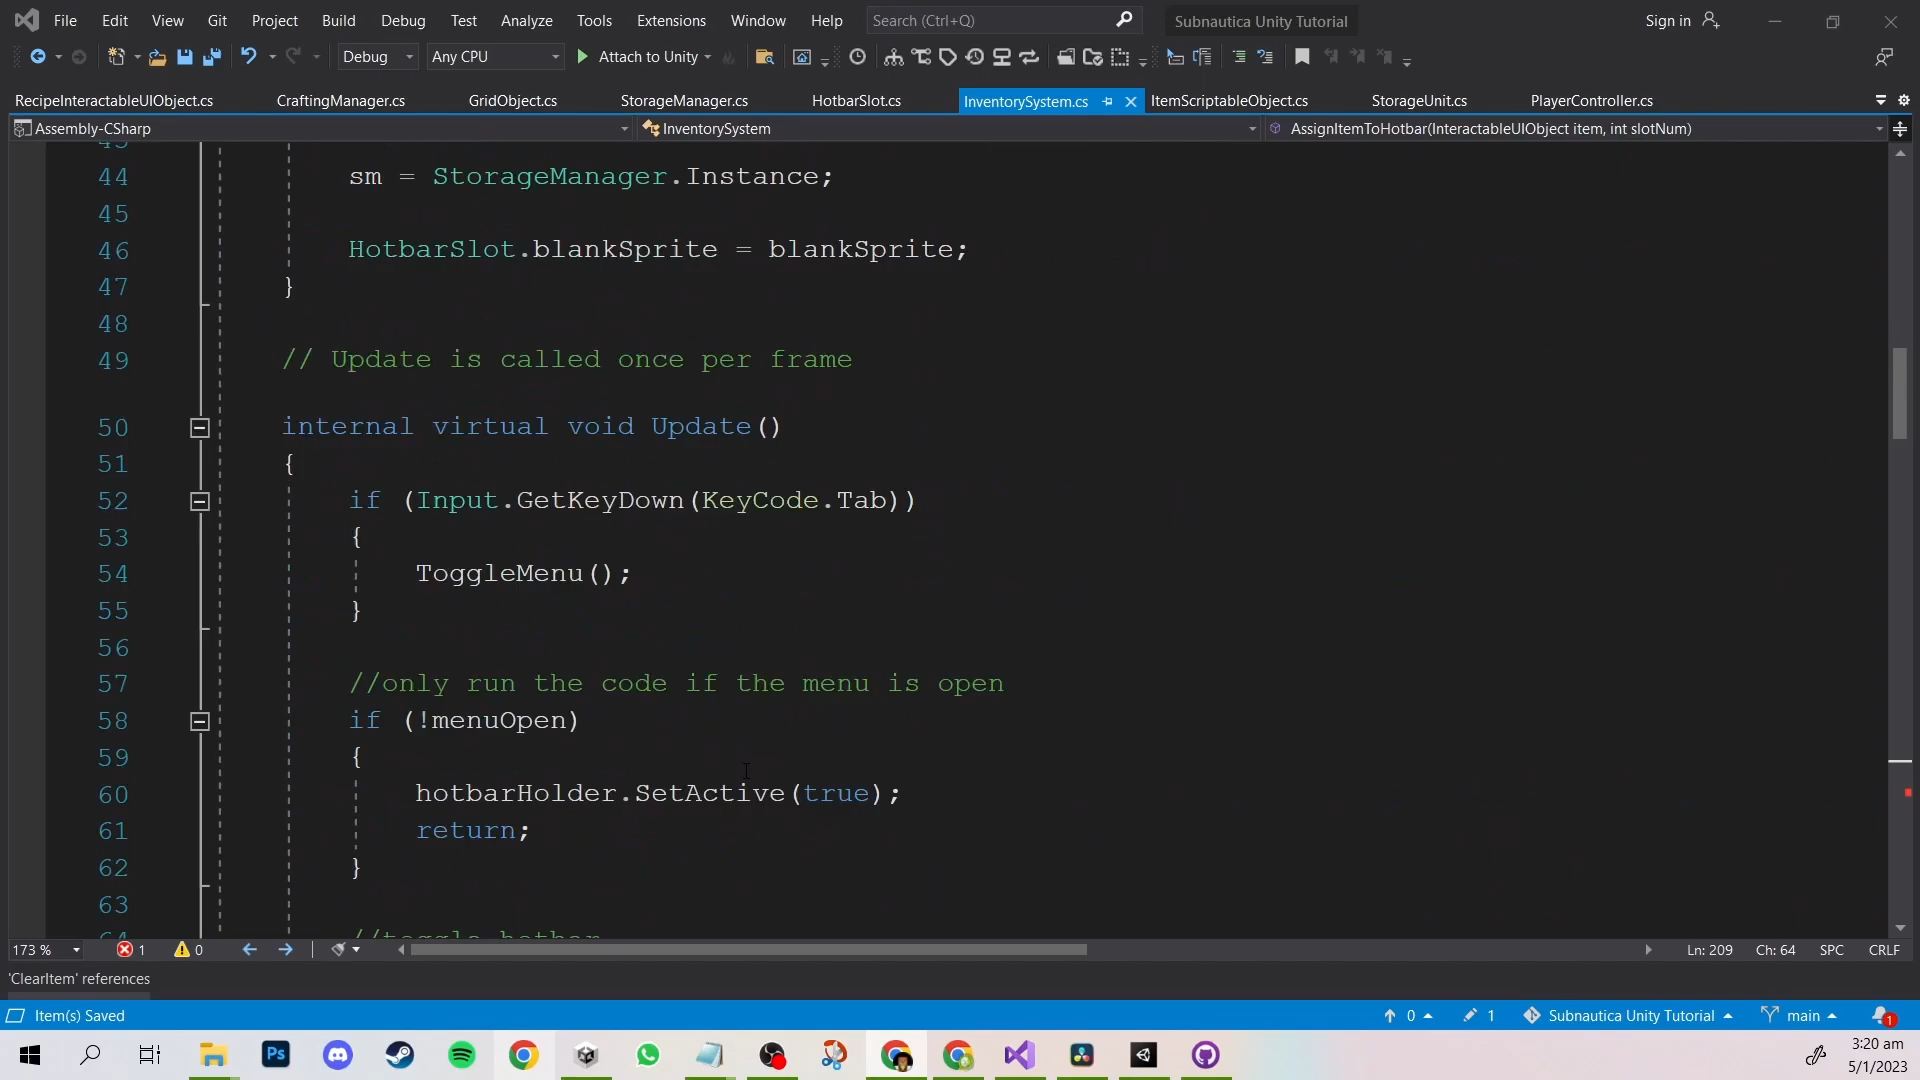 File Edit View Git Project Build Debug Test Analyze Tools Extensions Window Help Search (Ctrl+Q) Subnautica Unity Tutorial Sign in
Debug Any CPU Attach to Unity
RecipeInteractableUIObject.cs CraftingManager.cs GridObject.cs StorageManager.cs HotbarSlot.cs InventorySystem.cs ItemScriptableObject.cs StorageUnit.cs PlayerController.cs
Assembly-CSharp InventorySystem AssignItemToHotbar(InteractableUIObject item, int slotNum)
44 sm = StorageManager.Instance;
45
46 HotbarSlot.blankSprite = blankSprite;
47 }
48
49 // Update is called once per frame
50 internal virtual void Update()
51 {
52 if (Input.GetKeyDown(KeyCode.Tab))
53 {
54 ToggleMenu();
55 }
56
57 //only run the code if the menu is open
58 if (!menuOpen)
59 {
60 hotbarHolder.SetActive(true);
61 return;
62 }
63
64 //toggle hotbar
173 % 1 0 Ln: 209 Ch: 64 SPC CRLF
'ClearItem' references
Item(s) Saved 0 1 Subnautica Unity Tutorial main 1
Ps
3:20 am
5/1/2023